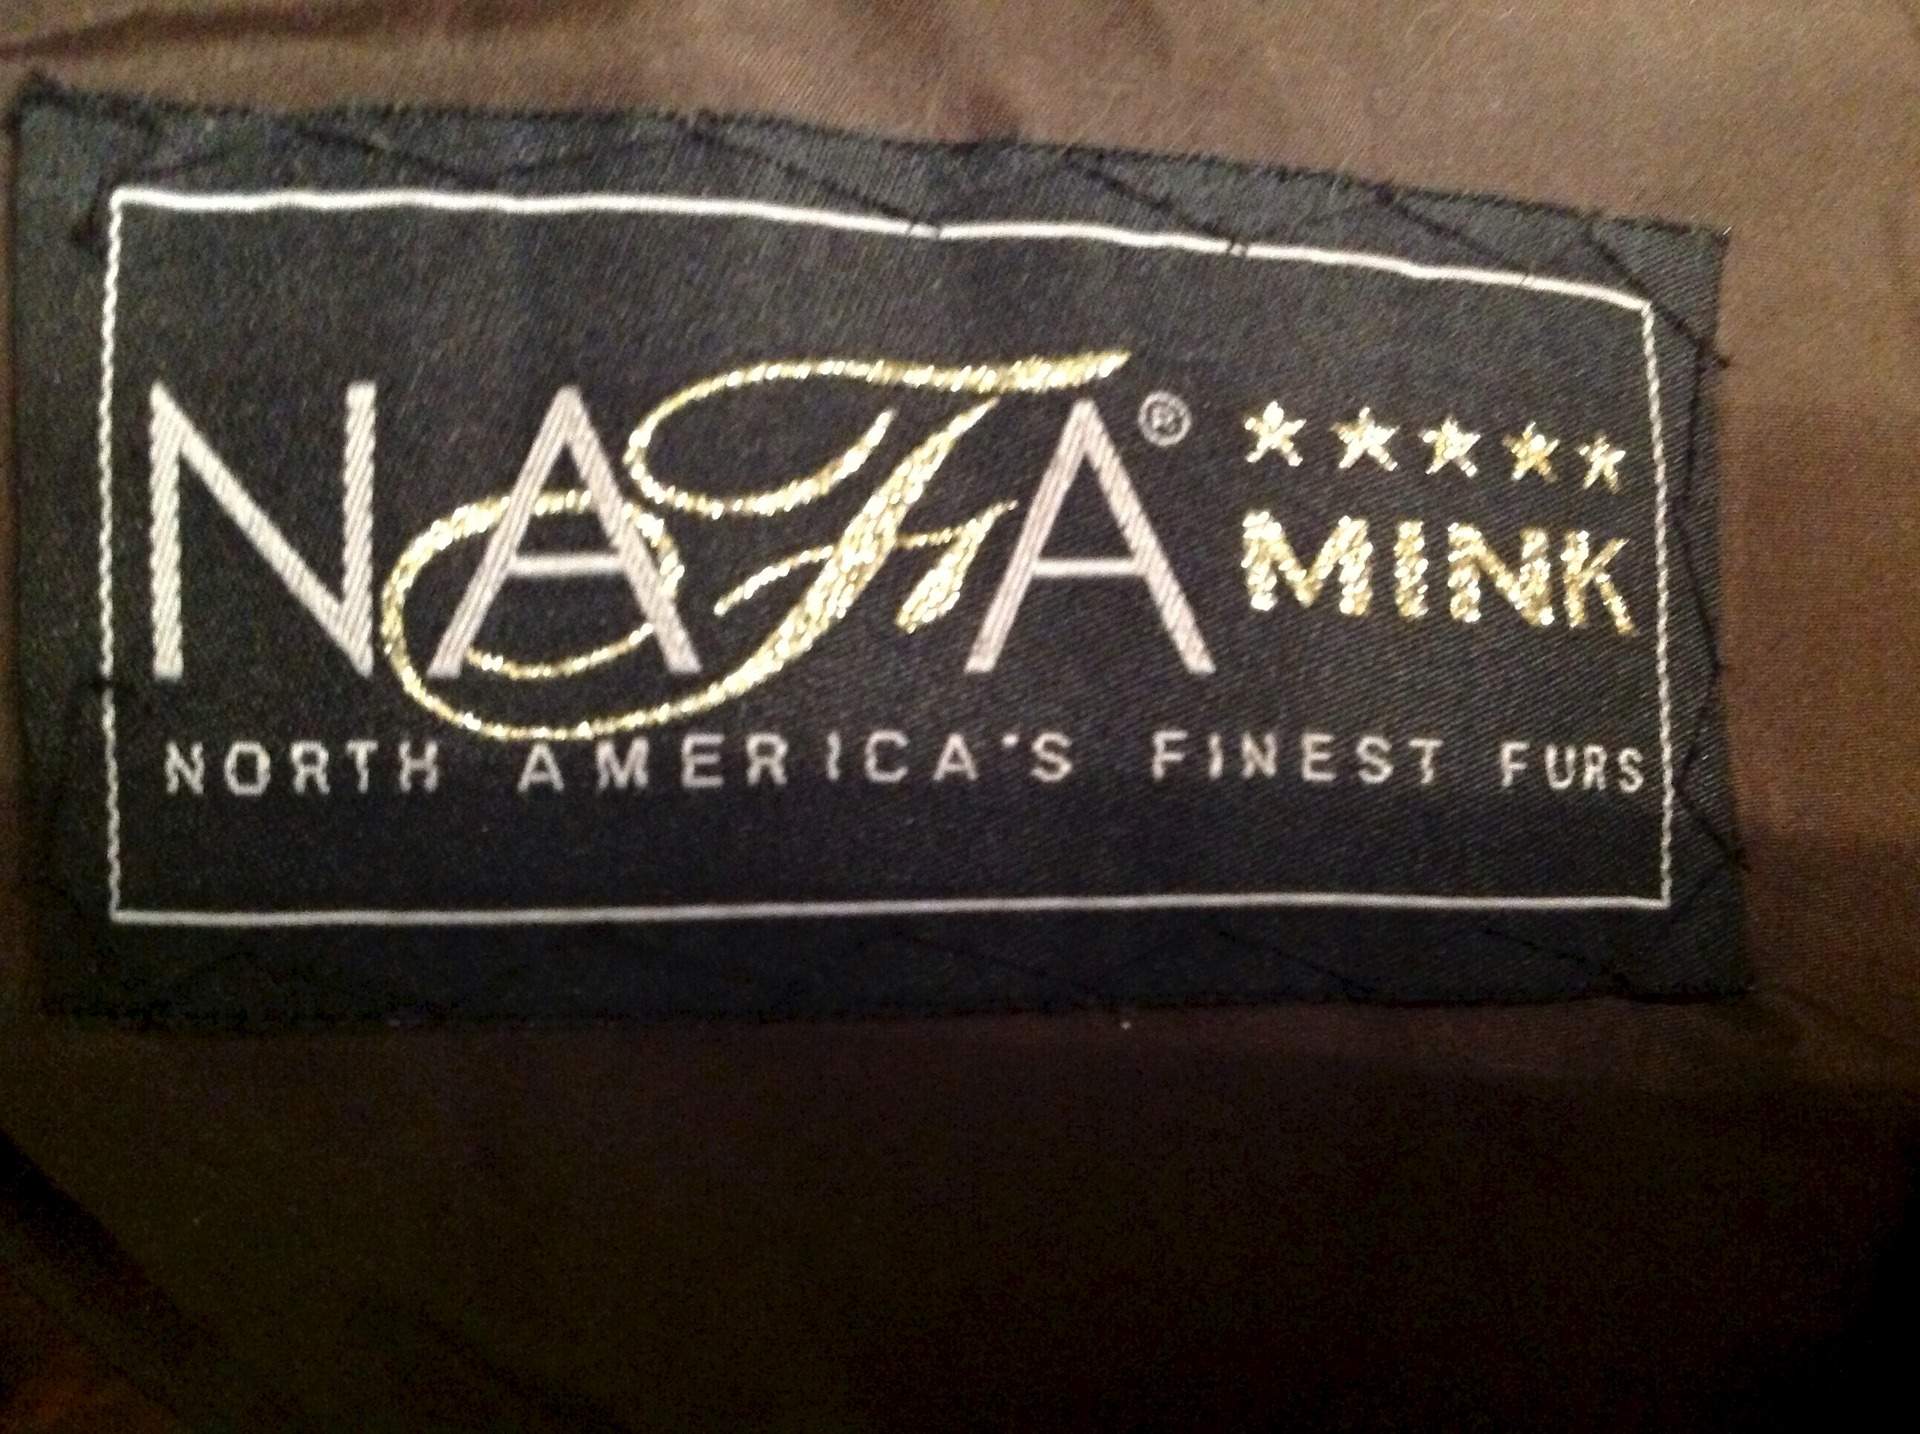 NAFA®
★★★★★
MINK
NORTH AMERICA'S FINEST FURS